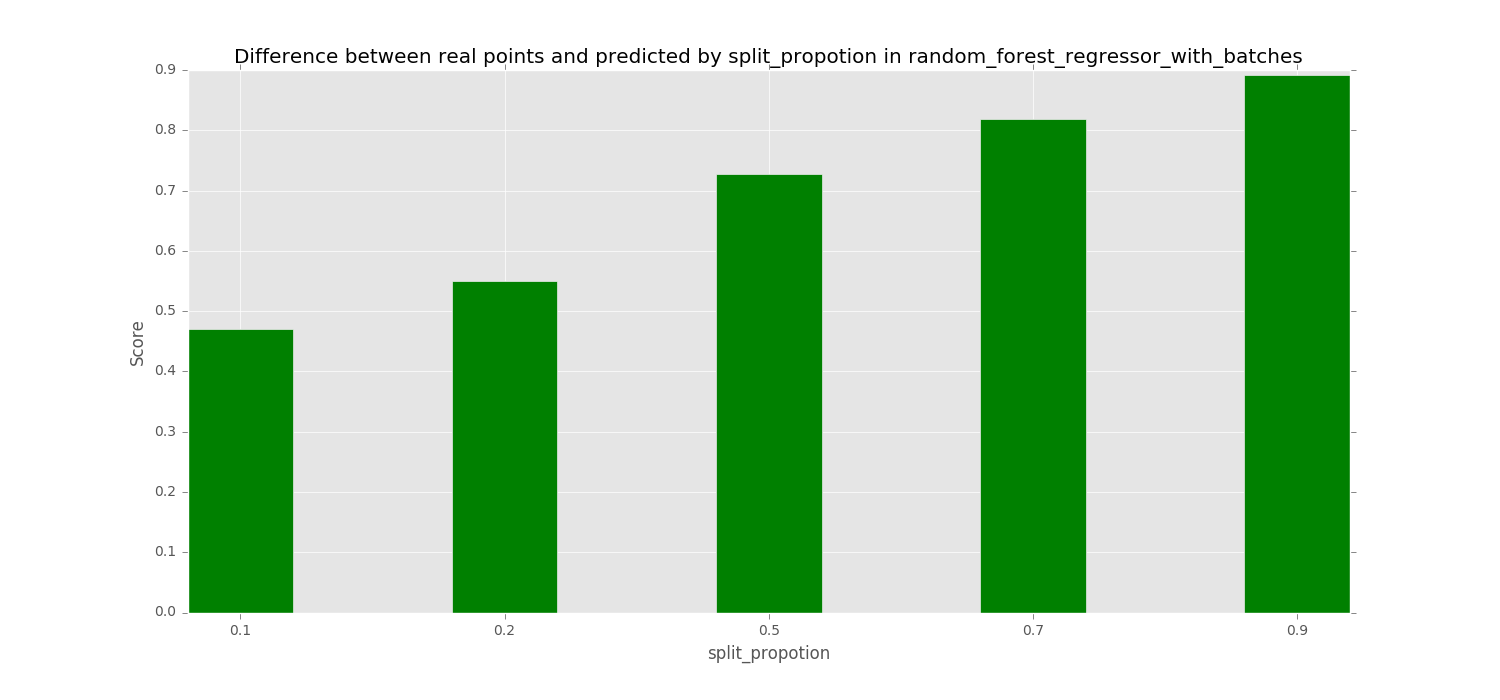 Difference between real points and predicted by split_propotion in random_forest_regressor_with_batches
0.9
0.8
0.7
0.6
0.5
0.4
0.3
0.2
0.1
0.0
Score
0.1 0.2 0.5 0.7 0.9
split_propotion